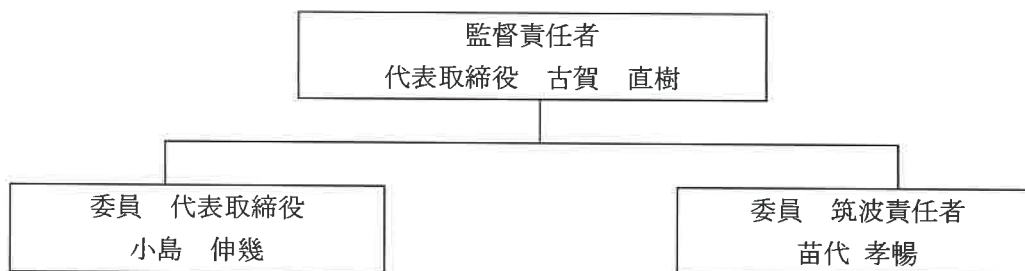 監督責任者
代表取締役　古賀　直樹
委員　代表取締役
小島　伸幾
委員　筑波責任者
苗代 孝暢